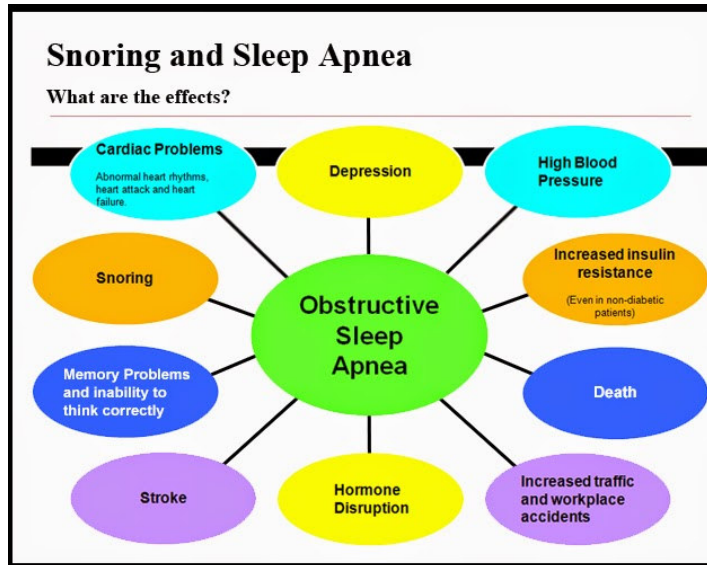 Snoring and Sleep Apnea
What are the effects?
Cardiac Problems
Abnormal heart rhythms,
heart attack and heart
failure.
Depression
High Blood
Pressure
Snoring
Increased insulin
resistance
(Even in non-diabetic
patients)
Obstructive
Sleep
Apnea
Memory Problems
and inability to
think correctly
Death
Stroke
Hormone
Disruption
Increased traffic
and workplace
accidents